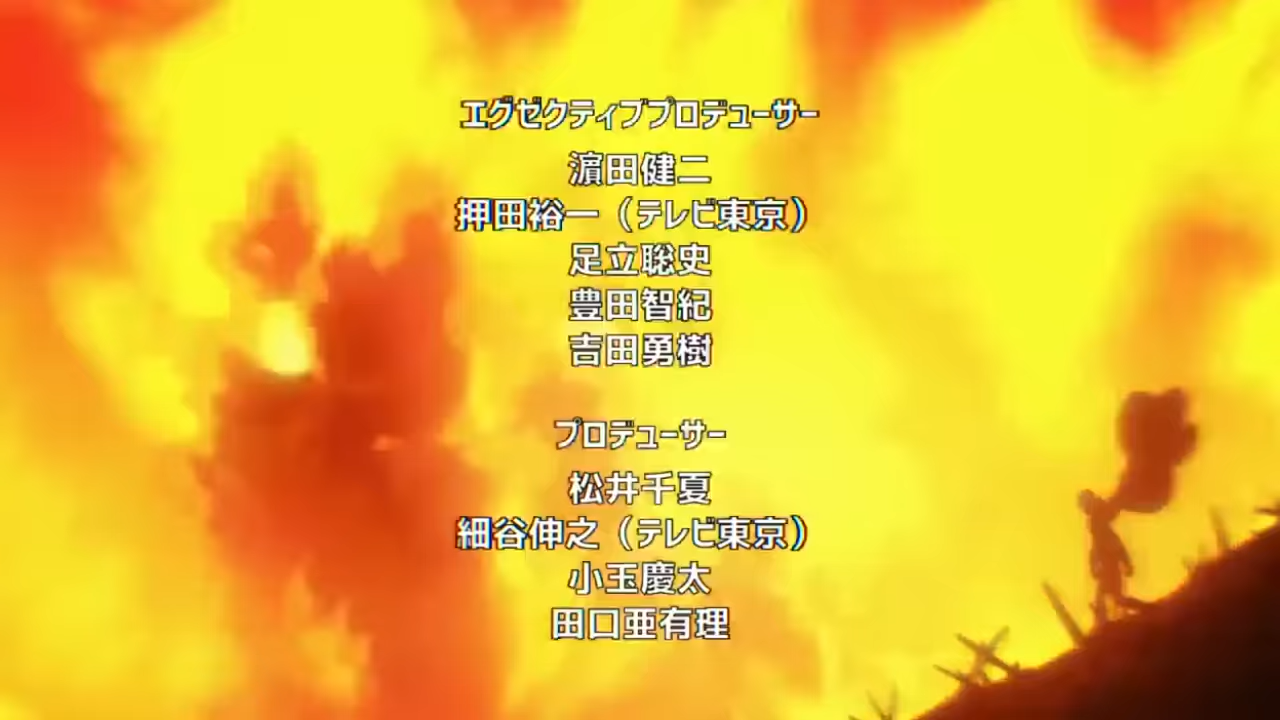 エグゼクティブプロデューサー
濵田健二
押田裕一（テレビ東京）
足立聡史
豊田智紀
吉田勇樹
プロデューサー
松井千夏
細谷伸之（テレビ東京）
小玉慶太
田口亜有理